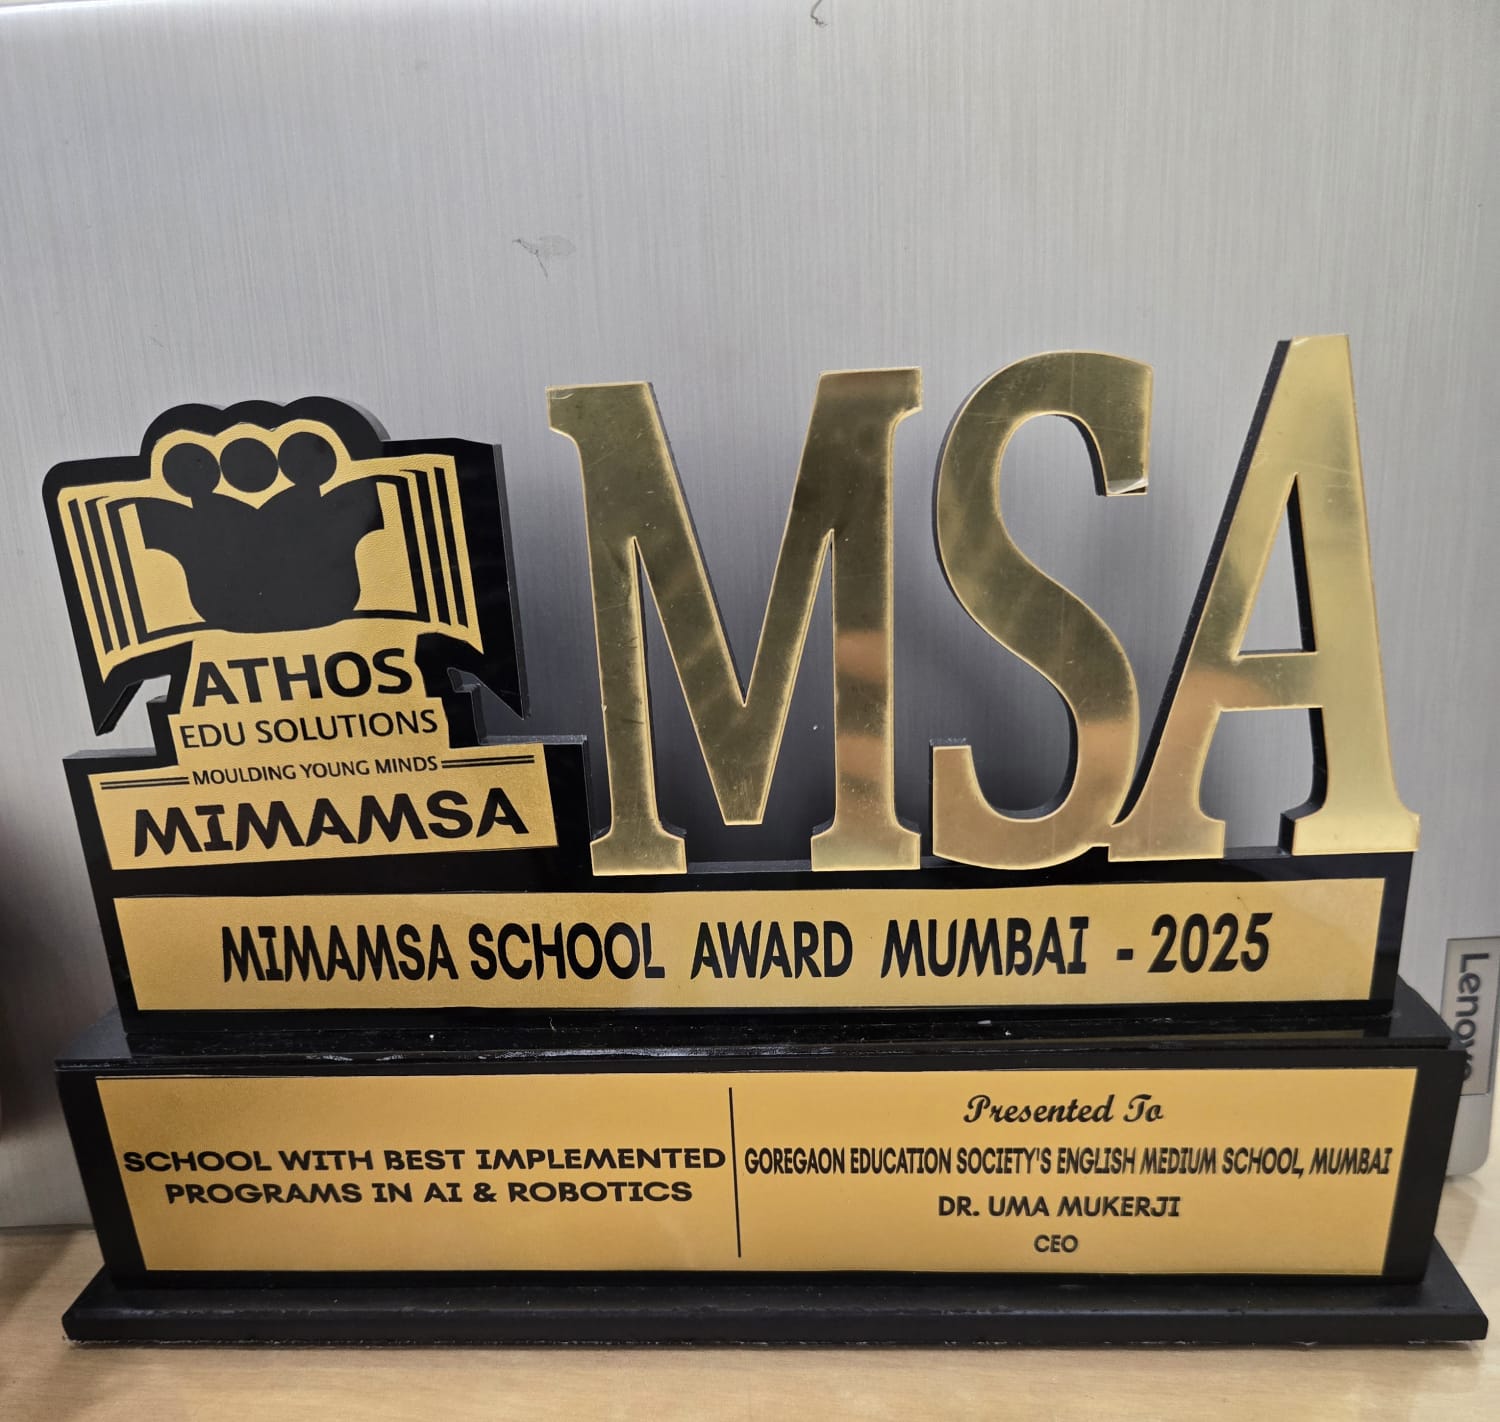 MSA
ATHOS
EDU SOLUTIONS
MOULDING YOUNG MINDS
MIMAMSA
MIMAMSA SCHOOL AWARD MUMBAI - 2025
SCHOOL WITH BEST IMPLEMENTED
PROGRAMS IN AI & ROBOTICS
Presented To
GOREGAON EDUCATION SOCIETY'S ENGLISH MEDIUM SCHOOL, MUMBAI
DR. UMA MUKERJI
CEO
Lenovo